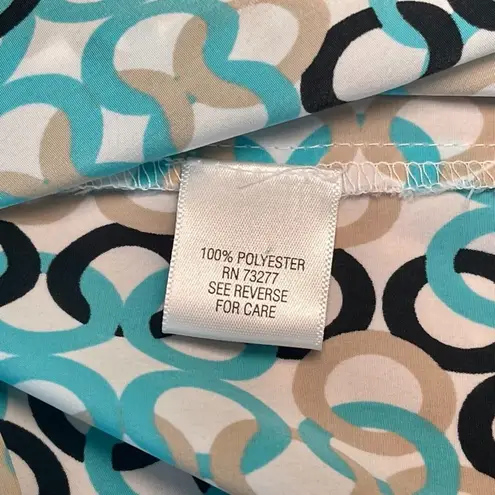 100% POLYESTER
RN 73277
SEE REVERSE
FOR CARE